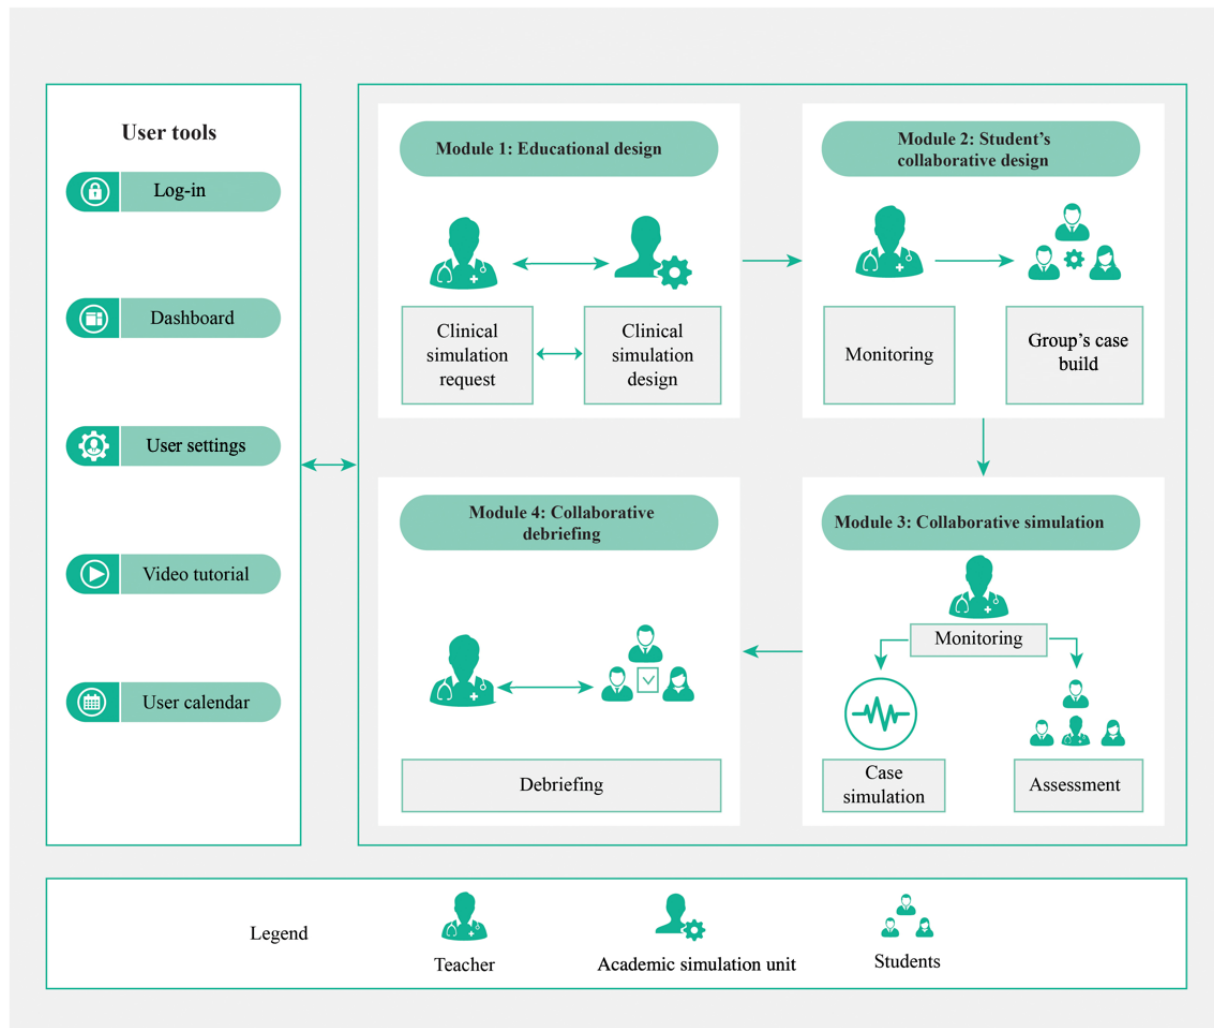 User tools
Log-in
Dashboard
User settings
Video tutorial
User calendar
Module 1: Educational design
Clinical
simulation
request
Clinical
simulation
design
Module 2: Student’s
collaborative design
Monitoring
Group’s case
build
Module 3: Collaborative simulation
Monitoring
Case
simulation
Assessment
Module 4: Collaborative
debriefing
Debriefing
Legend
Teacher
Academic simulation unit
Students